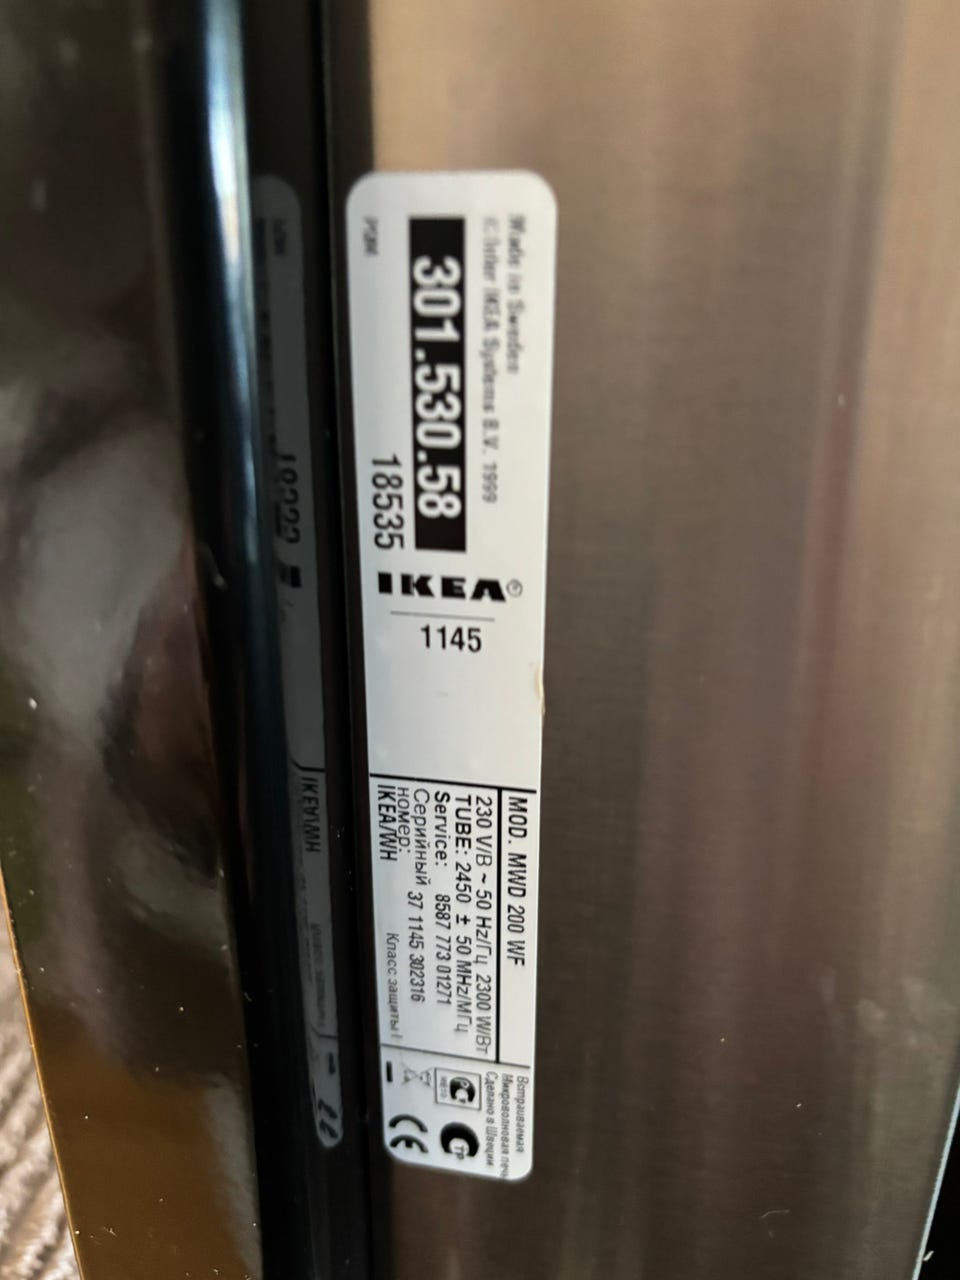 Made in Sweden
© Inter IKEA Systems B.V. 1999
301.530.58
18535
IKEA®
1145
MOD. MWD 200 WF
230 V/В ~ 50 Hz/Гц 2300 W/Вт
TUBE: 2450 ± 50 MHz/МГц
Service: 8587 773 01271
Серийный 37 1145 302316
номер:
IKEA/WH
Класс защиты I
Встраиваемая
Микроволновая печь
Сделано в Швеции
CE